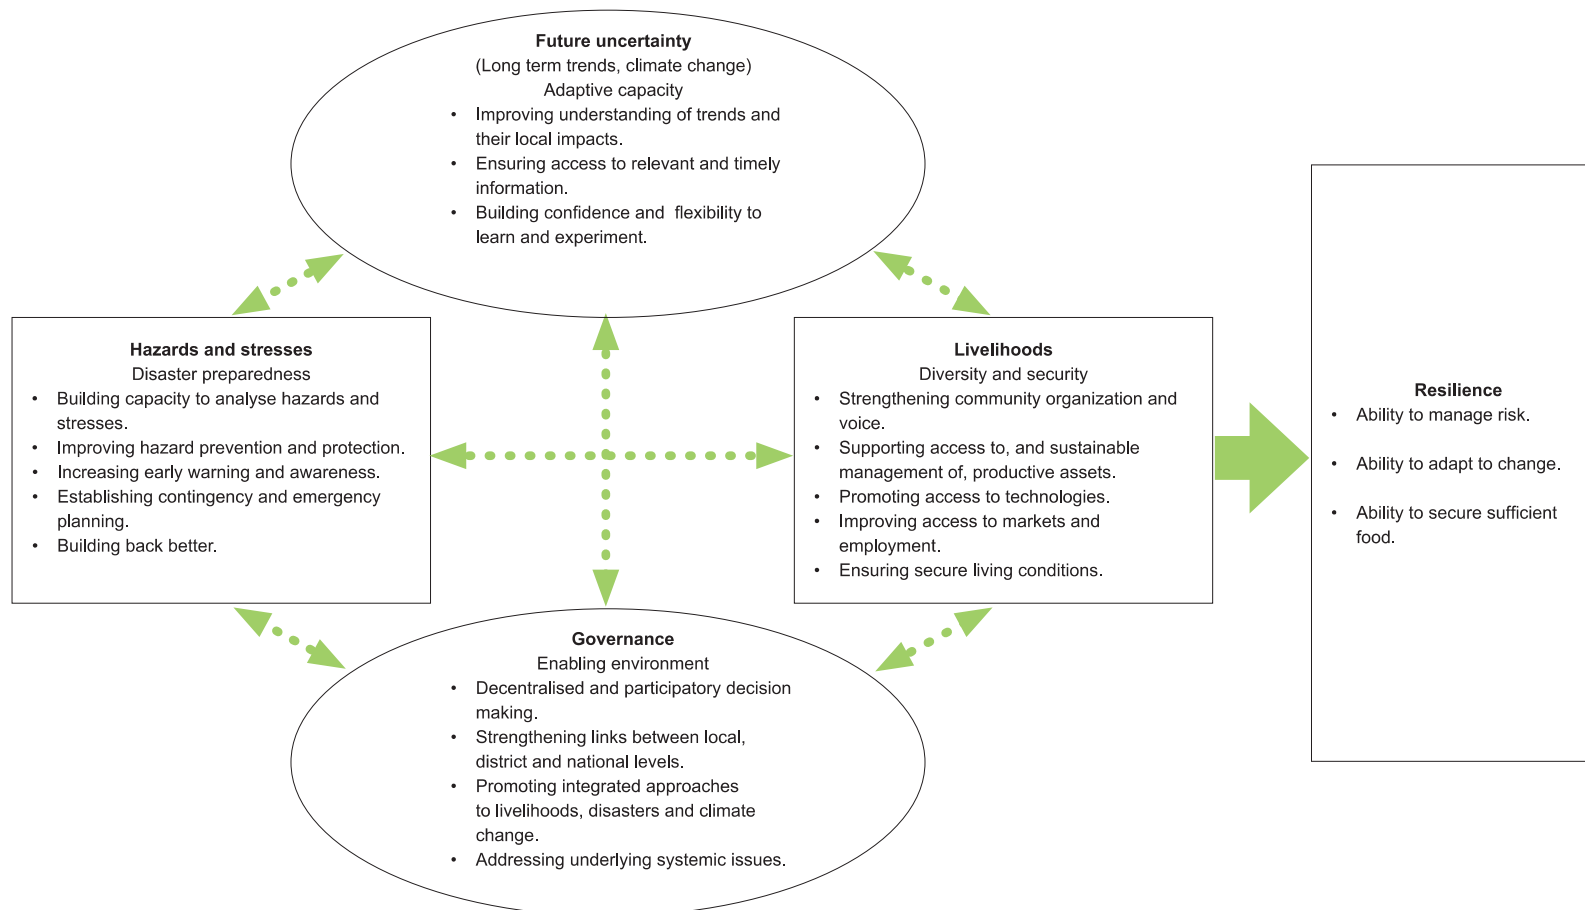 Future uncertainty
(Long term trends, climate change)
Adaptive capacity
• Improving understanding of trends and
their local impacts.
• Ensuring access to relevant and timely
information.
• Building confidence and flexibility to
learn and experiment.
Hazards and stresses
Disaster preparedness
• Building capacity to analyse hazards and
stresses.
• Improving hazard prevention and protection.
• Increasing early warning and awareness.
• Establishing contingency and emergency
planning.
• Building back better.
Livelihoods
Diversity and security
• Strengthening community organization and
voice.
• Supporting access to, and sustainable
management of, productive assets.
• Promoting access to technologies.
• Improving access to markets and
employment.
• Ensuring secure living conditions.
Resilience
• Ability to manage risk.
• Ability to adapt to change.
• Ability to secure sufficient
food.
Governance
Enabling environment
• Decentralised and participatory decision
making.
• Strengthening links between local,
district and national levels.
• Promoting integrated approaches
to livelihoods, disasters and climate
change.
• Addressing underlying systemic issues.